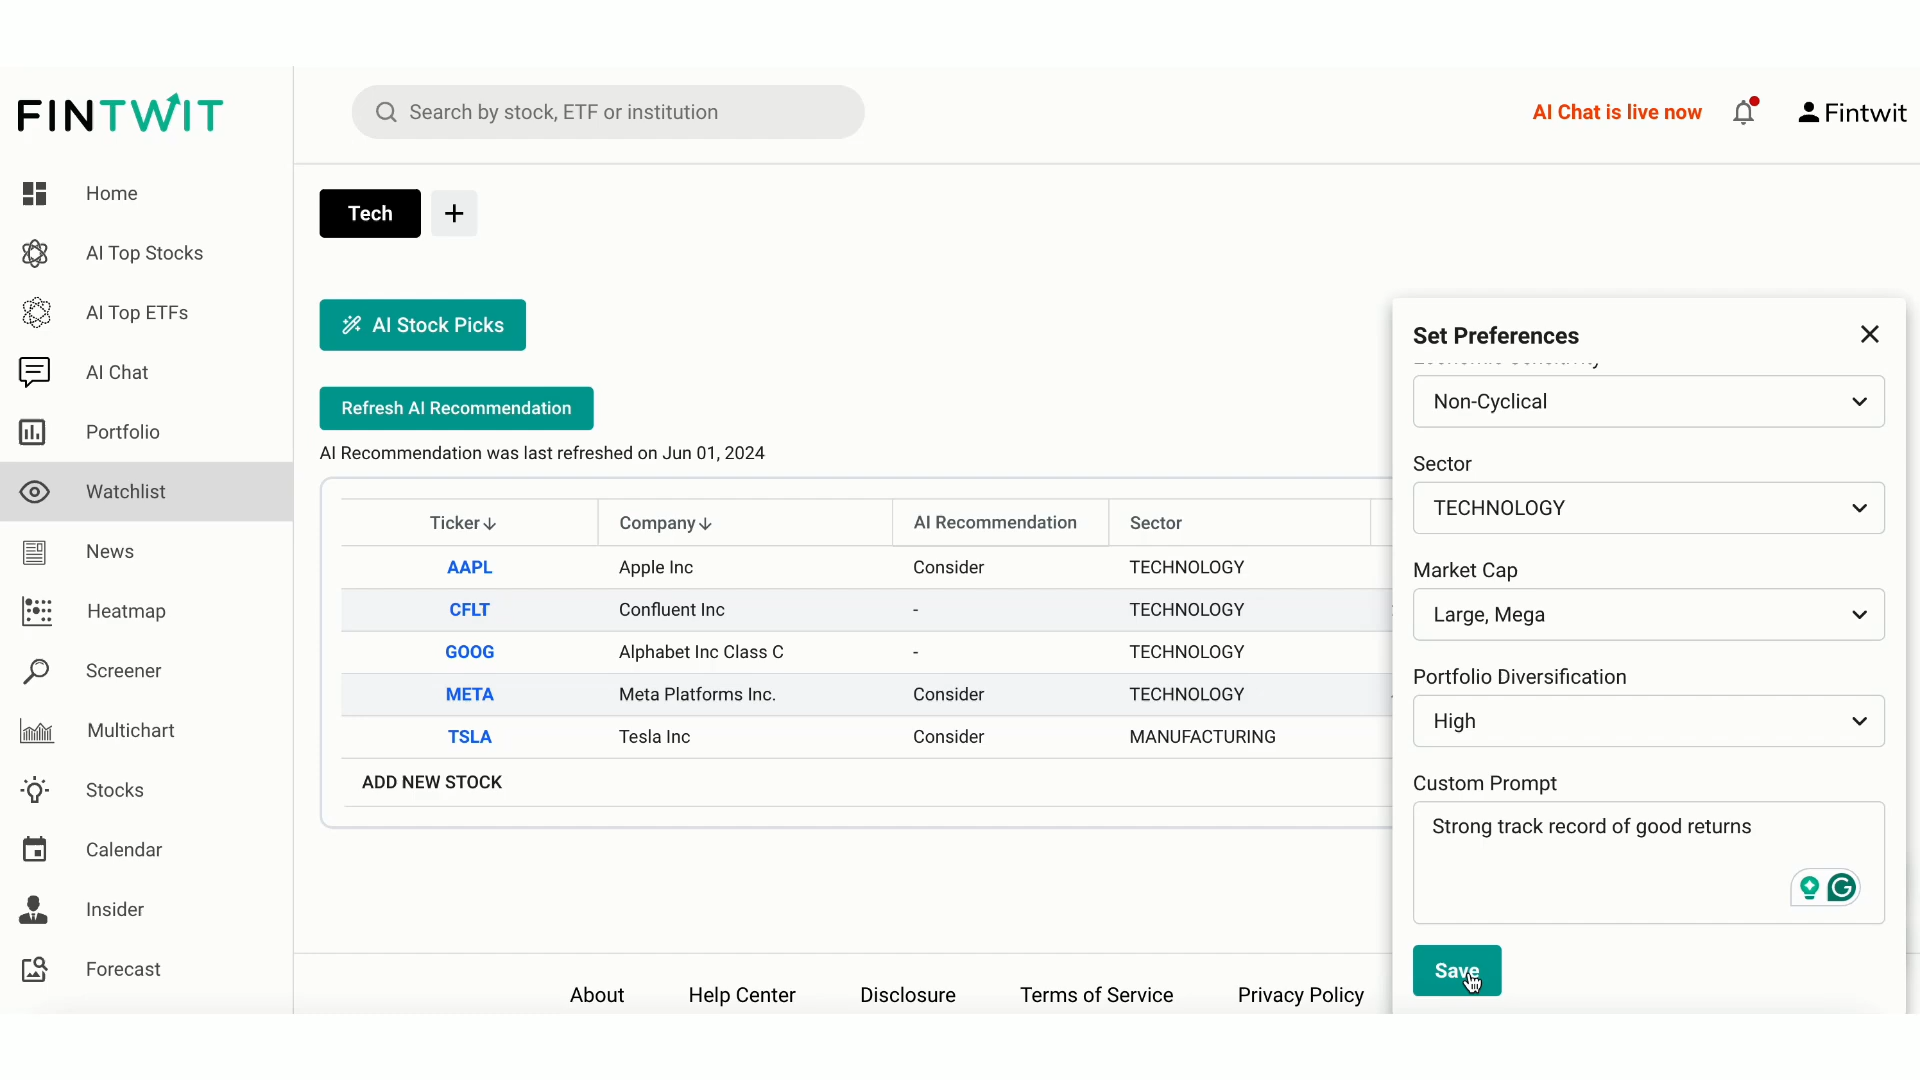 FINTWIT
Search by stock, ETF or institution
AI Chat is live now
Fintwit
Home
AI Top Stocks
AI Top ETFs
AI Chat
Portfolio
Watchlist
News
Heatmap
Screener
Multichart
Stocks
Calendar
Insider
Forecast
Tech +
AI Stock Picks
Refresh AI Recommendation
AI Recommendation was last refreshed on Jun 01, 2024
Ticker↓ Company↓ AI Recommendation Sector
AAPL Apple Inc Consider TECHNOLOGY
CFLT Confluent Inc - TECHNOLOGY
GOOG Alphabet Inc Class C - TECHNOLOGY
META Meta Platforms Inc. Consider TECHNOLOGY
TSLA Tesla Inc Consider MANUFACTURING
ADD NEW STOCK
Set Preferences
Non-Cyclical
Sector
TECHNOLOGY
Market Cap
Large, Mega
Portfolio Diversification
High
Custom Prompt
Strong track record of good returns
Save
About Help Center Disclosure Terms of Service Privacy Policy